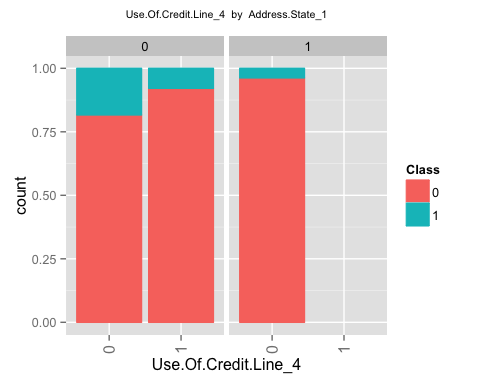 Use.Of.Credit.Line_4 by Address.State_1
0 1
1.00
0.75
0.50
0.25
0.00
count
0 1 0 1
Use.Of.Credit.Line_4
Class
0
1